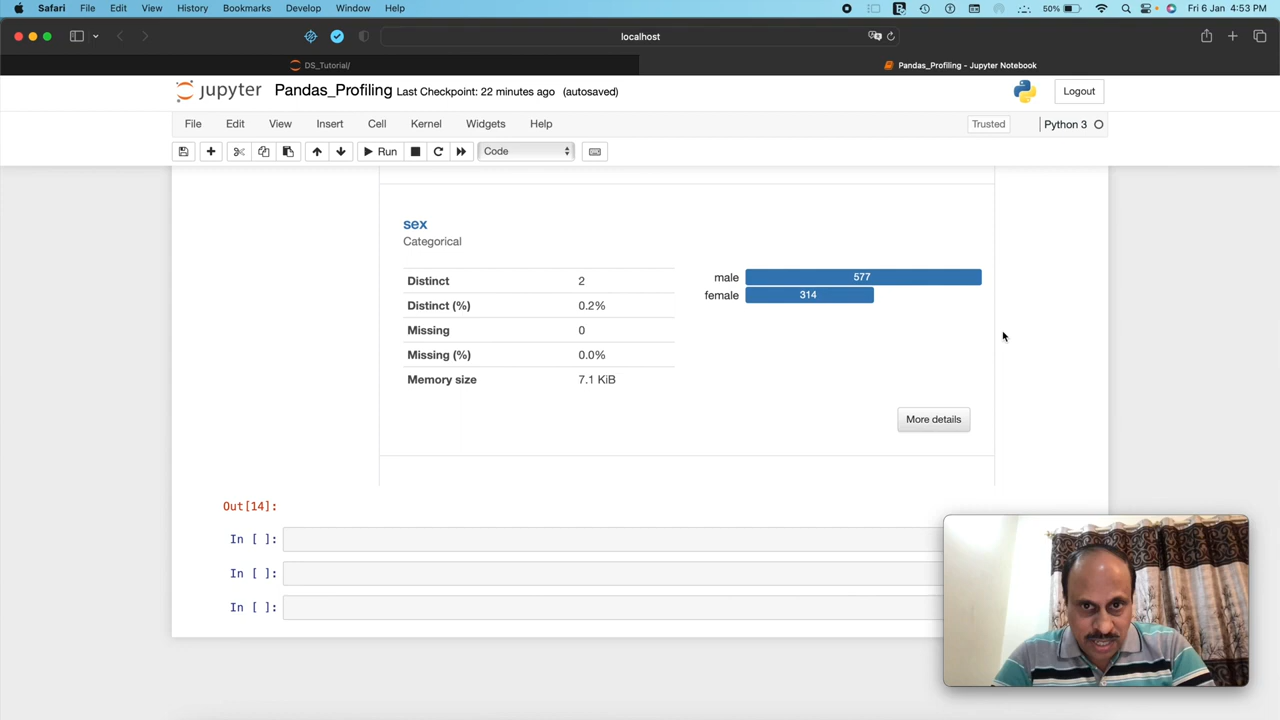 Safari File Edit View History Bookmarks Develop Window Help 50% Fri 6 Jan 4:53 PM
localhost
DS_Tutorial/ Pandas_Profiling - Jupyter Notebook
jupyter Pandas_Profiling Last Checkpoint: 22 minutes ago (autosaved) Logout
File Edit View Insert Cell Kernel Widgets Help Trusted Python 3
Run Code
sex
Categorical
Distinct 2
Distinct (%) 0.2%
Missing 0
Missing (%) 0.0%
Memory size 7.1 KiB
male 577
female 314
More details
Out[14]:
In [ ]:
In [ ]:
In [ ]: